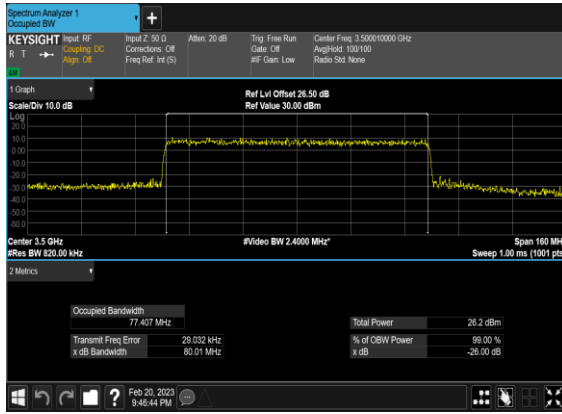 Spectrum Analyzer 1
Occupied BW
KEYSIGHT
R T
LXI
Input: RF
Coupling: DC
Align: Off
Input Z: 50 Ω
Corrections: Off
Freq Ref: Int (S)
Atten: 20 dB
Trig: Free Run
Gate: Off
#IF Gain: Low
Center Freq: 3.500010000 GHz
Avg|Hold: 100/100
Radio Std: None
1 Graph
Scale/Div 10.0 dB
Ref Lvl Offset 26.50 dB
Ref Value 30.00 dBm
Log
20.0
10.0
0.00
-10.0
-20.0
-30.0
-40.0
-50.0
-60.0
Center 3.5 GHz
#Res BW 820.00 kHz
#Video BW 2.4000 MHz*
Span 160 MH
Sweep 1.00 ms (1001 pts
2 Metrics
Occupied Bandwidth
77.407 MHz
Transmit Freq Error 29.032 kHz
x dB Bandwidth 80.01 MHz
Total Power 26.2 dBm
% of OBW Power 99.00 %
x dB -26.00 dB
?
Feb 20, 2023
9:46:44 PM